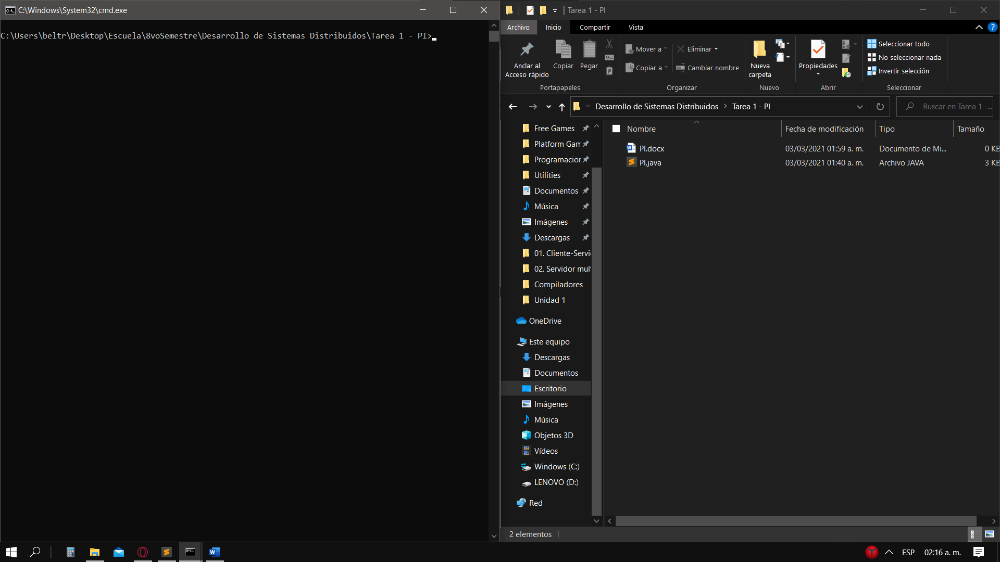 C:\Windows\System32\cmd.exe
C:\Users\beltr\Desktop\Escuela\8voSemestre\Desarrollo de Sistemas Distribuidos\Tarea 1 - PI>
Tarea 1 - PI
Archivo
Inicio
Compartir
Vista
Anclar al
Acceso rápido
Copiar
Pegar
Portapapeles
Mover a
Copiar a
Eliminar
Cambiar nombre
Organizar
Nueva
carpeta
Nuevo
Propiedades
Abrir
Seleccionar todo
No seleccionar nada
Invertir selección
Seleccionar
« Desarrollo de Sistemas Distribuidos > Tarea 1 - PI
Buscar en Tarea 1 -...
Free Games
Platform Gam
Programacion
Utilities
Documentos
Música
Imágenes
Descargas
01. Cliente-Servi
02. Servidor mult
Compiladores
Unidad 1
OneDrive
Este equipo
Descargas
Documentos
Escritorio
Imágenes
Música
Objetos 3D
Vídeos
Windows (C:)
LENOVO (D:)
Red
Nombre Fecha de modificación Tipo Tamaño
PI.docx 03/03/2021 01:59 a. m. Documento de Mi... 0 KB
PI.java 03/03/2021 01:40 a. m. Archivo JAVA 3 KB
2 elementos
ESP
02:16 a. m.